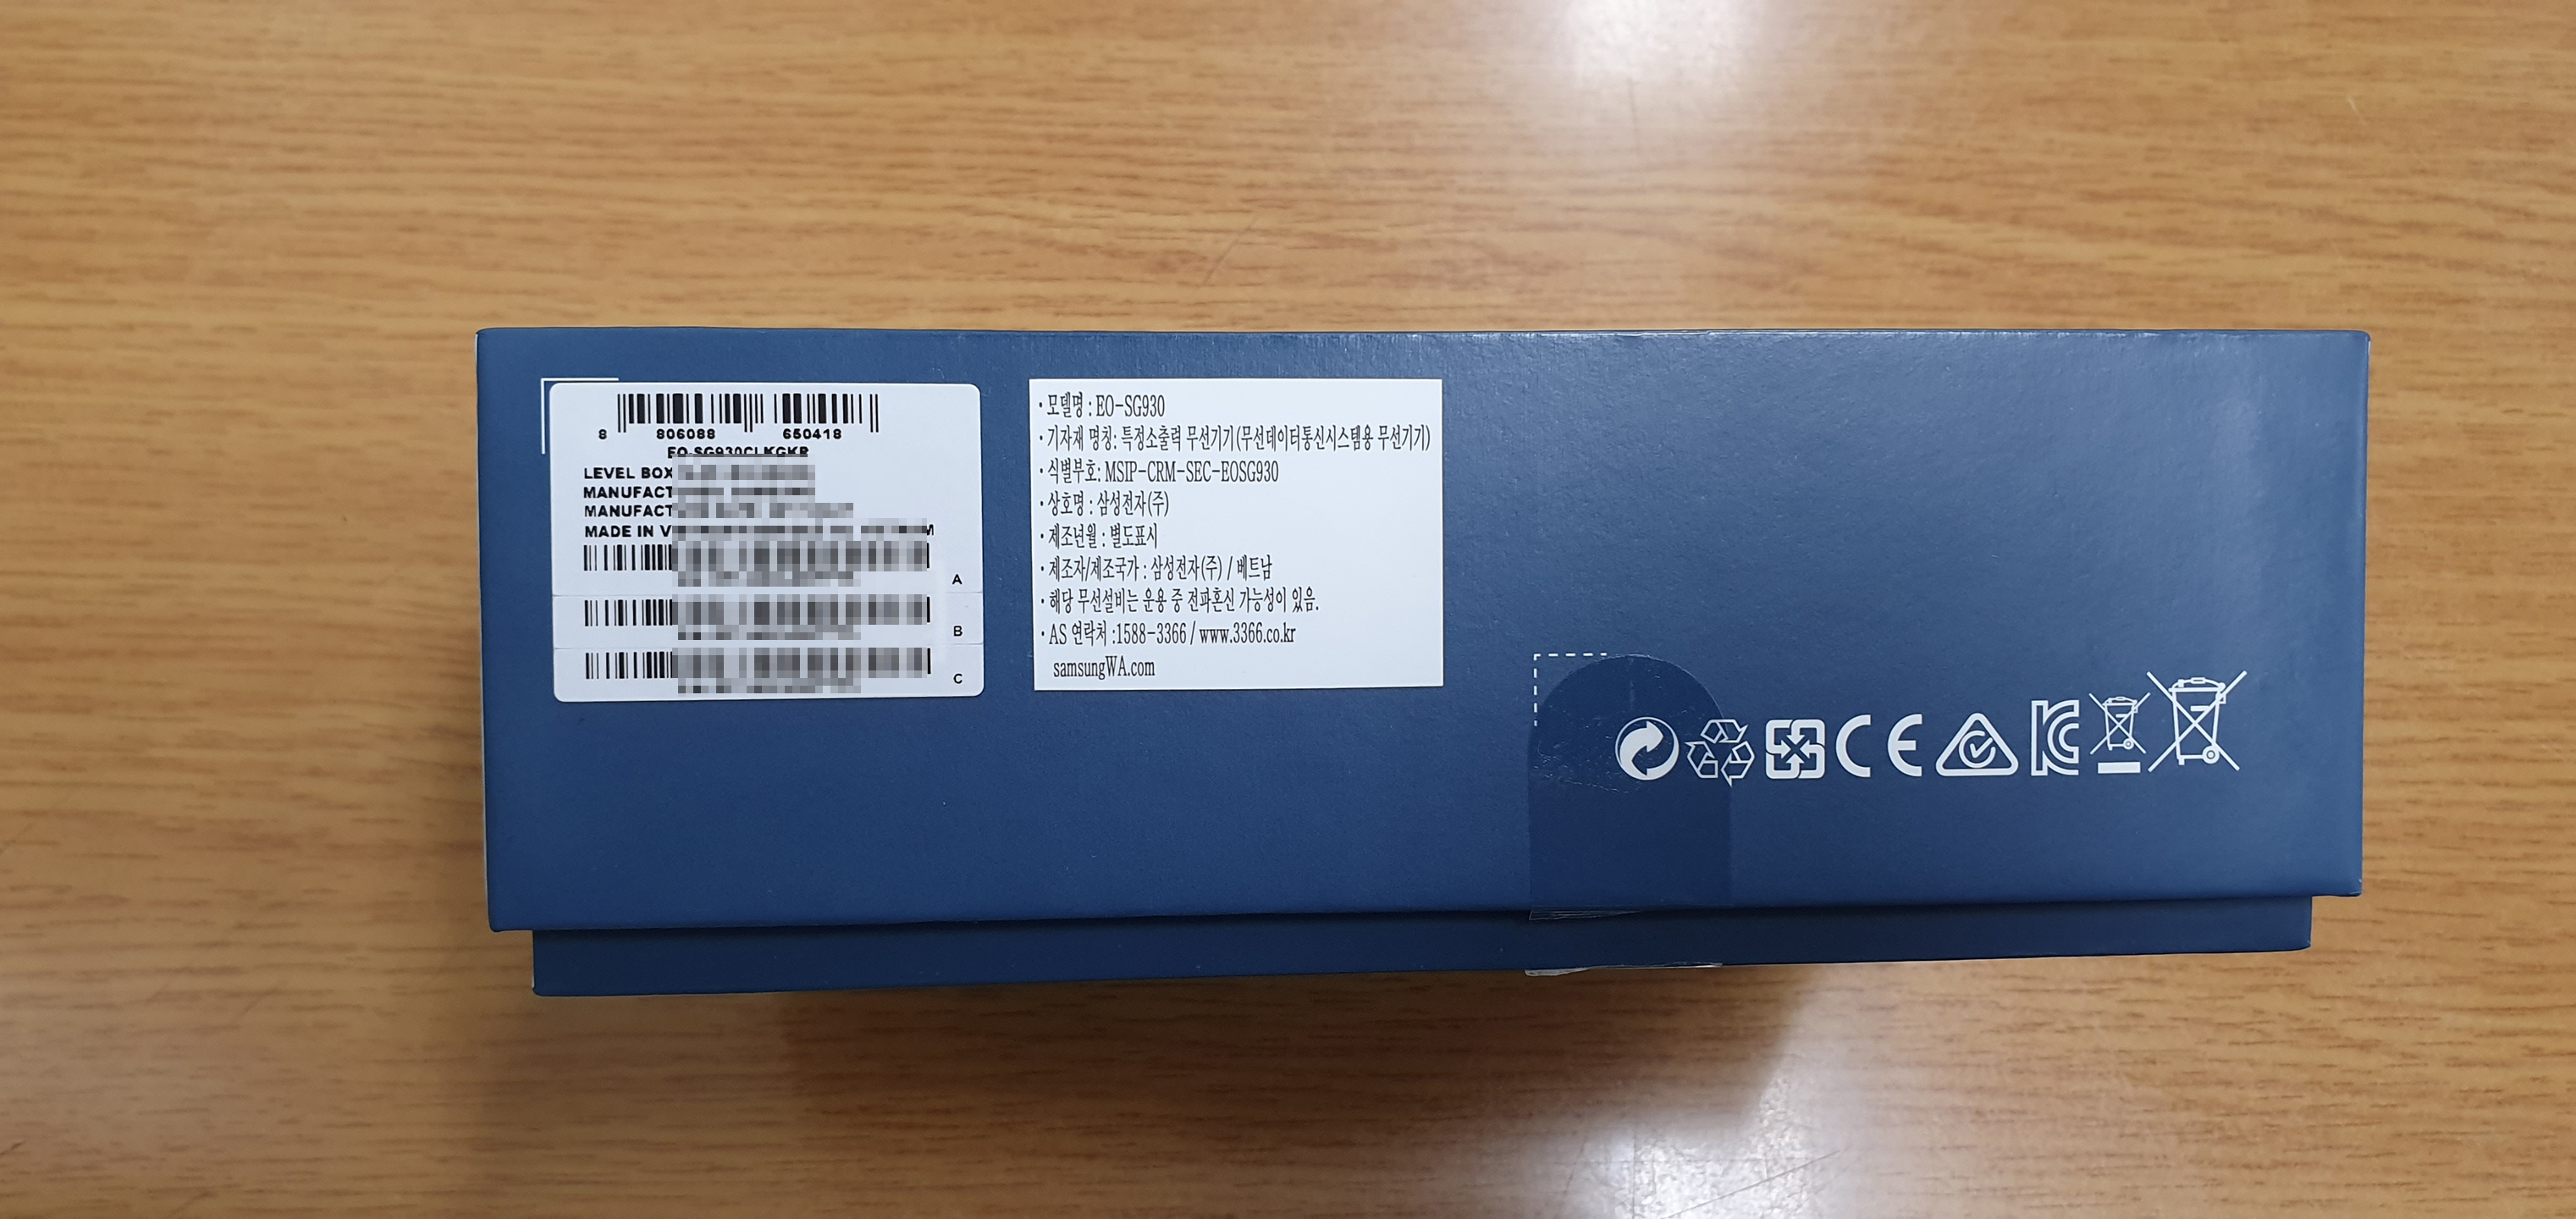 8 806088 650418
EO-SG930CLKGKR
LEVEL BOX
MADE IN
A
B
C
· 모델명 : EO-SG930
· 기자재 명칭: 특정소출력 무선기기(무선데이터통신시스템용 무선기기)
· 식별부호: MSIP-CRM-SEC-EOSG930
· 상호명 : 삼성전자(주)
· 제조년월 : 별도표시
· 제조자/제조국가 : 삼성전자(주) / 베트남
· 해당 무선설비는 운용 중 전파혼신 가능성이 있음.
· AS 연락처 :1588-3366 / www.3366.co.kr
samsungWA.com
CE